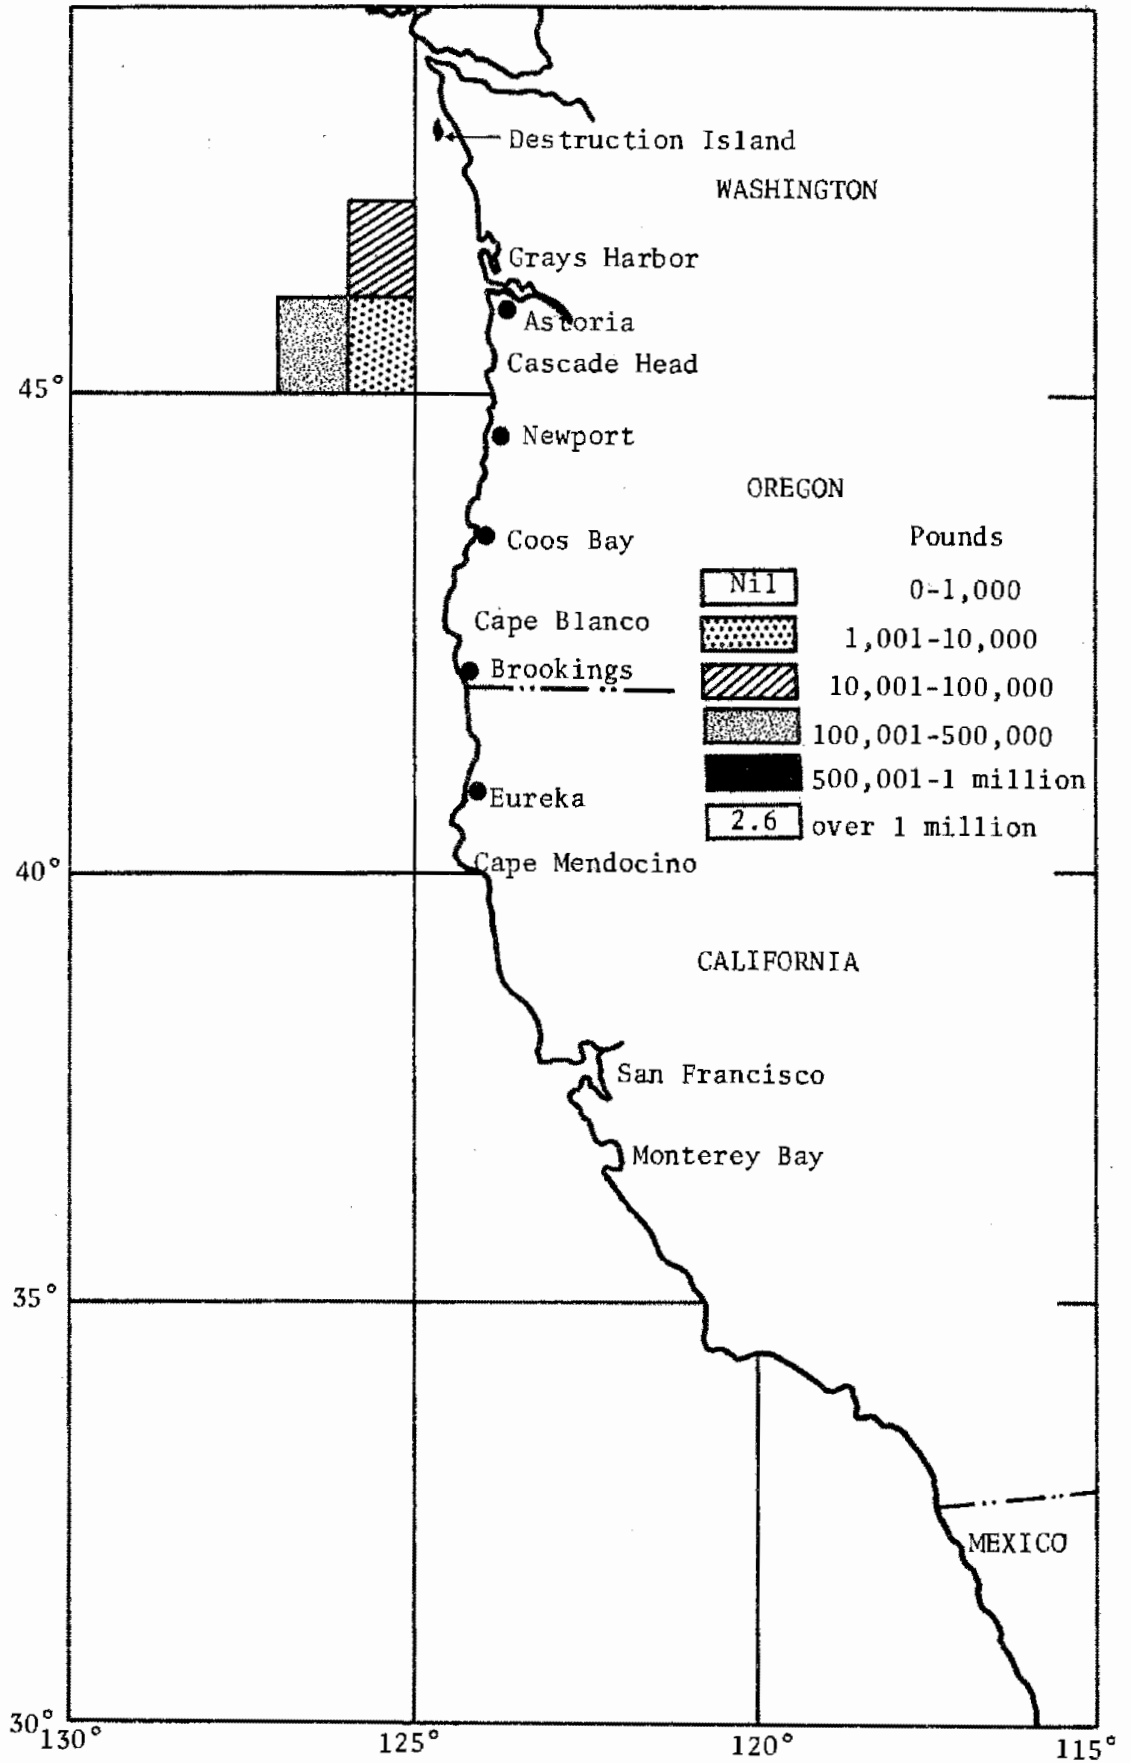 Destruction Island
WASHINGTON
Grays Harbor
Astoria
Cascade Head
45°
Newport
OREGON
Coos Bay
Pounds
Nil 0-1,000
Cape Blanco
1,001-10,000
Brookings
10,001-100,000
100,001-500,000
500,001-1 million
Eureka
2.6 over 1 million
Cape Mendocino
40°
CALIFORNIA
San Francisco
Monterey Bay
35°
MEXICO
30°
130° 125° 120° 115°